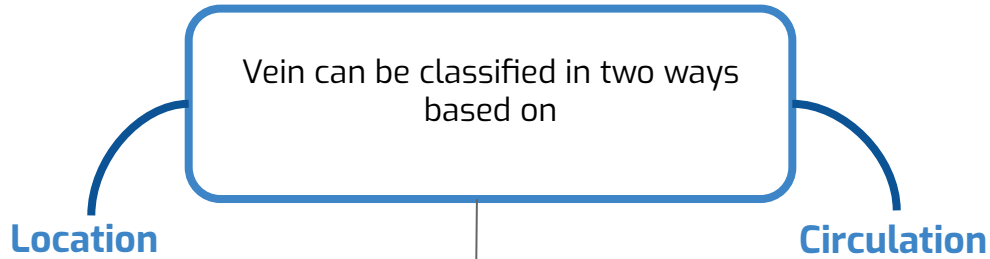 Vein can be classified in two ways
based on
Location
Circulation